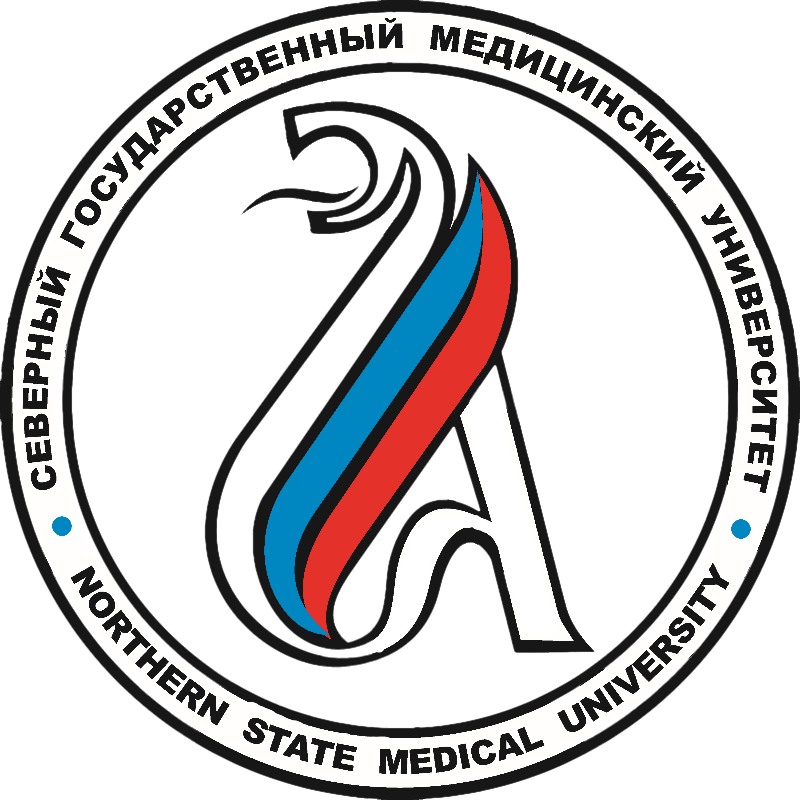 СЕВЕРНЫЙ ГОСУДАРСТВЕННЫЙ МЕДИЦИНСКИЙ УНИВЕРСИТЕТ
NORTHERN STATE MEDICAL UNIVERSITY